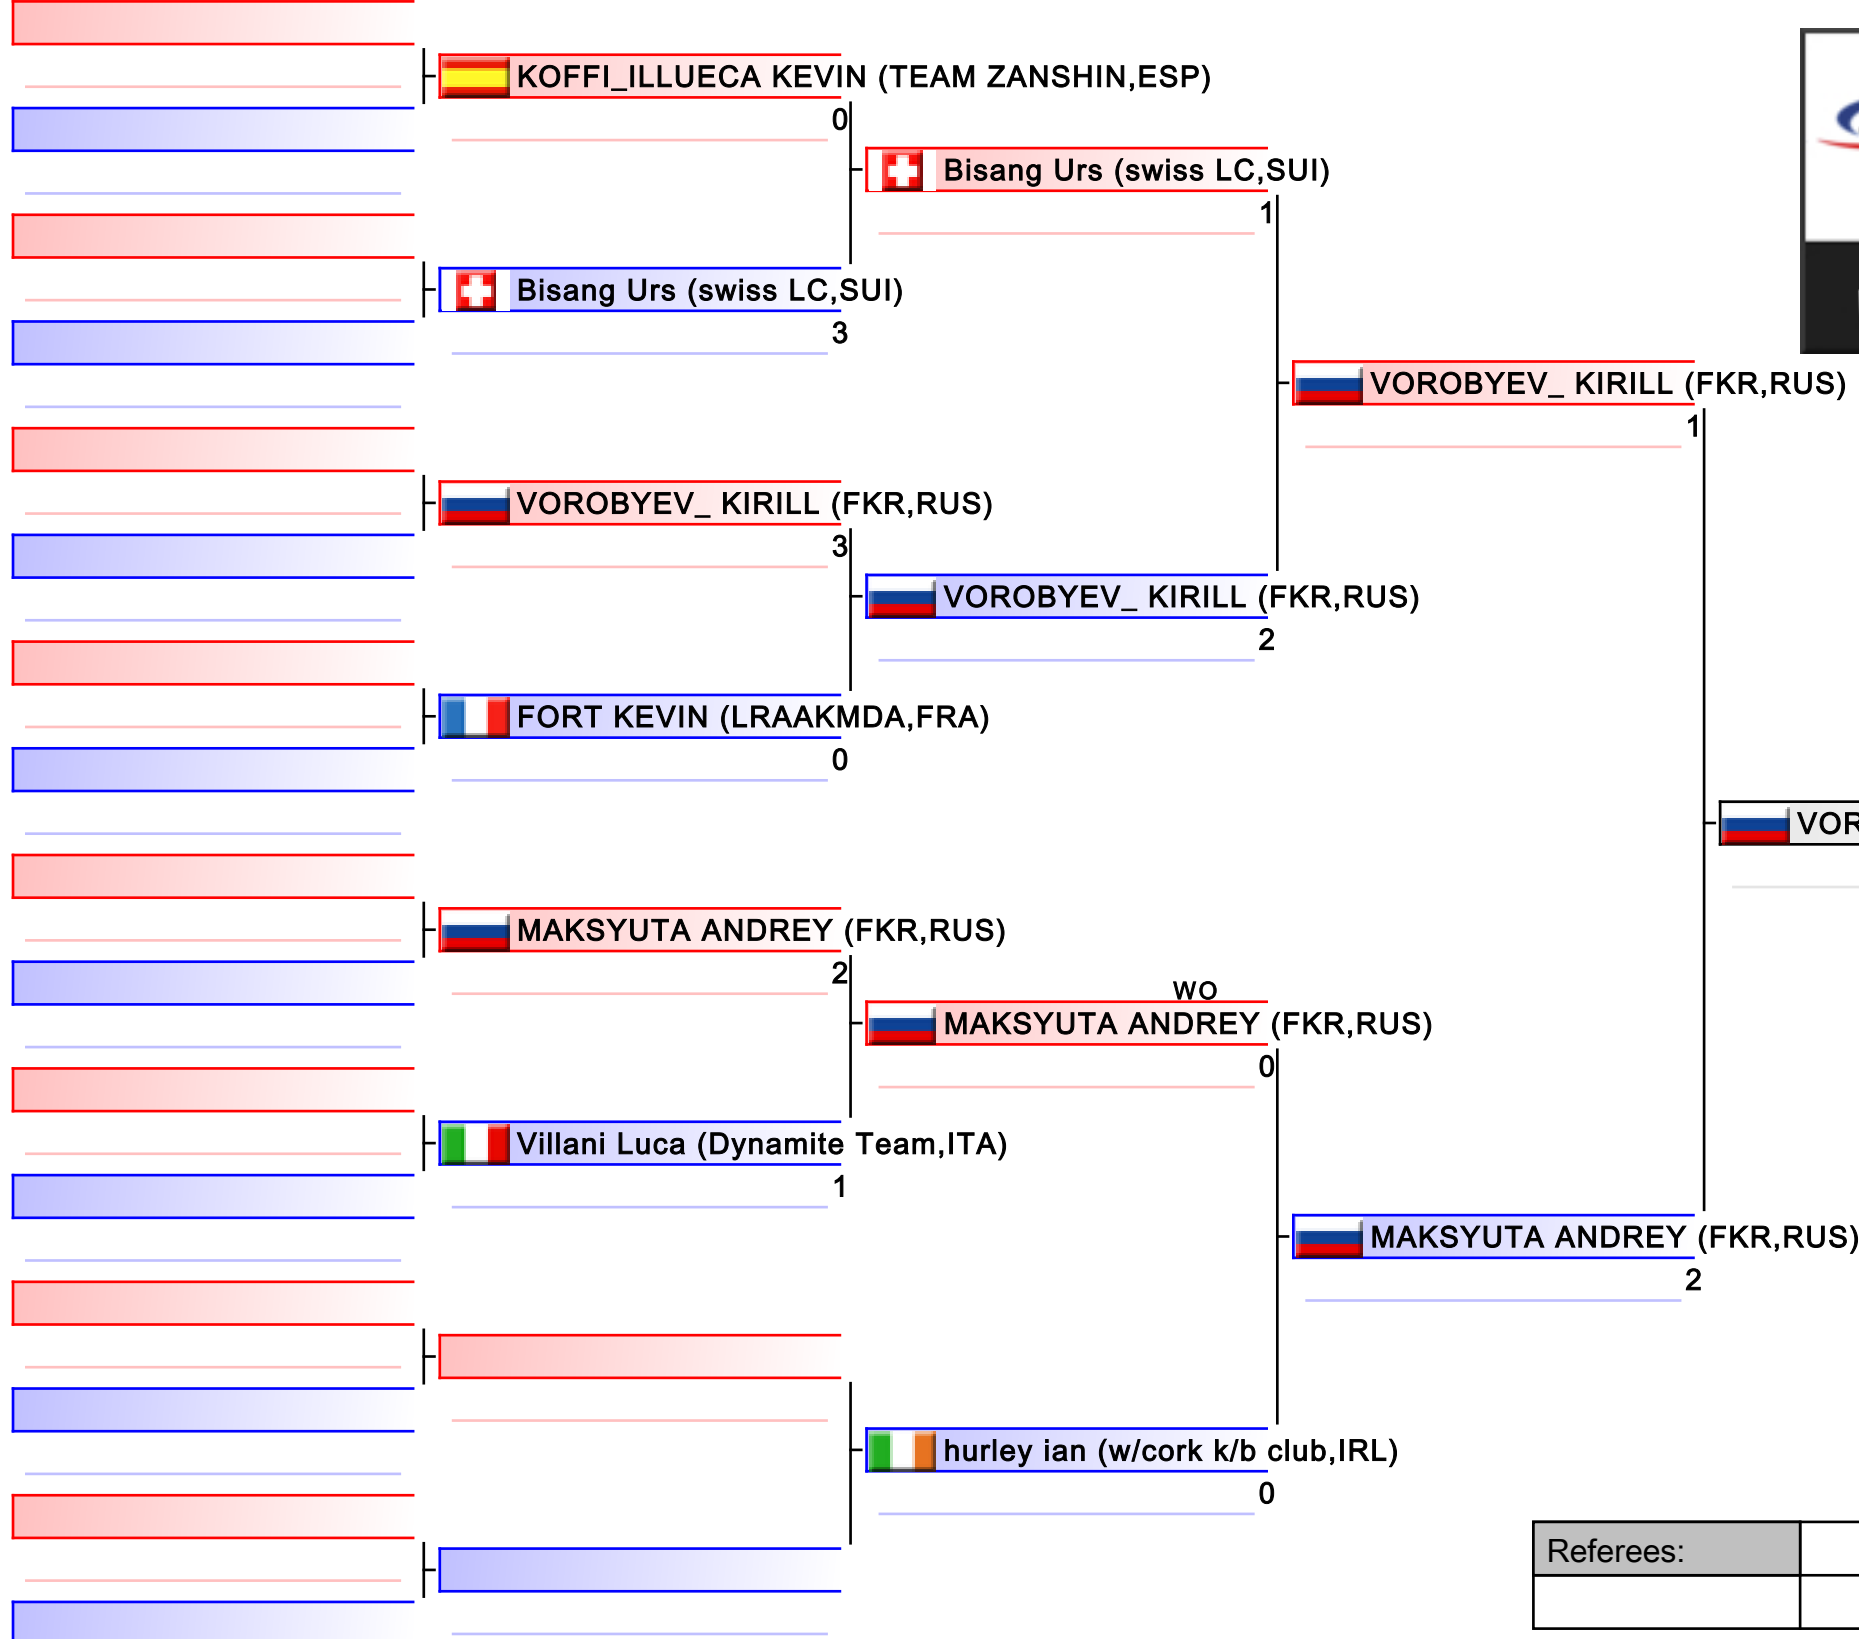 KOFFI_ILLUECA KEVIN (TEAM ZANSHIN,ESP)
0
Bisang Urs (swiss LC,SUI)
1
Bisang Urs (swiss LC,SUI)
3
VOROBYEV_ KIRILL (FKR,RUS)
1
VOROBYEV_ KIRILL (FKR,RUS)
3
VOROBYEV_ KIRILL (FKR,RUS)
2
FORT KEVIN (LRAAKMDA,FRA)
0
VOR
MAKSYUTA ANDREY (FKR,RUS)
2
WO
MAKSYUTA ANDREY (FKR,RUS)
0
Villani Luca (Dynamite Team,ITA)
1
MAKSYUTA ANDREY (FKR,RUS)
2
hurley ian (w/cork k/b club,IRL)
0
Referees: